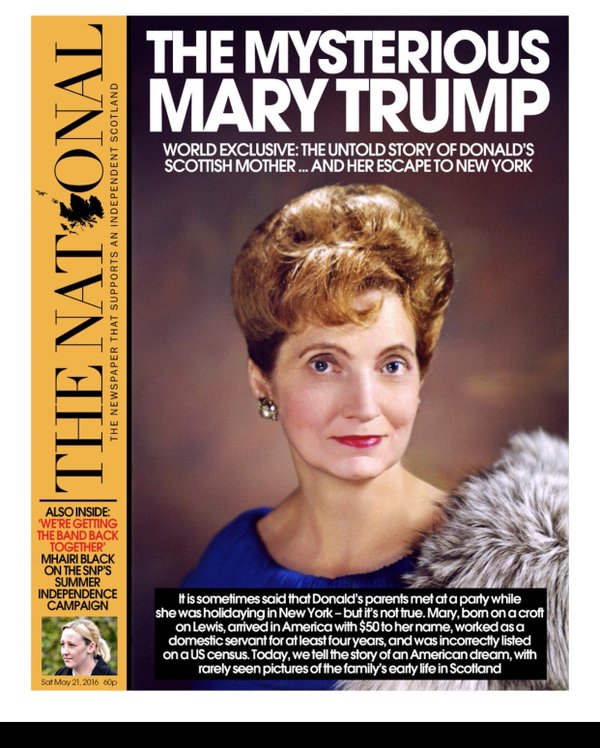 THE NATIONAL
THE NEWSPAPER THAT SUPPORTS AN INDEPENDENT SCOTLAND
THE MYSTERIOUS
MARY TRUMP
WORLD EXCLUSIVE: THE UNTOLD STORY OF DONALD'S
SCOTTISH MOTHER ... AND HER ESCAPE TO NEW YORK
ALSO INSIDE:
'WE'RE GETTING
THE BAND BACK
TOGETHER'
MHAIRI BLACK
ON THE SNP'S
SUMMER
INDEPENDENCE
CAMPAIGN
Sat May 21, 2016 60p
It is sometimes said that Donald's parents met at a party while
she was holidaying in New York – but it's not true. Mary, born on a croft
on Lewis, arrived in America with $50 to her name, worked as a
domestic servant for at least four years, and was incorrectly listed
on a US census. Today, we tell the story of an American dream, with
rarely seen pictures of the family's early life in Scotland